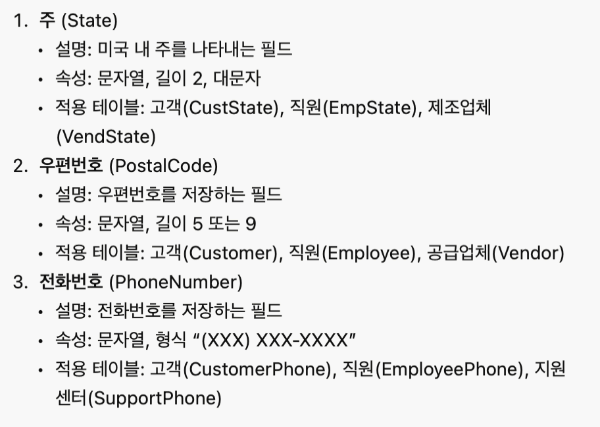 1. 주 (State)
• 설명: 미국 내 주를 나타내는 필드
• 속성: 문자열, 길이 2, 대문자
• 적용 테이블: 고객(CustState), 직원(EmpState), 제조업체
(VendState)
2. 우편번호 (PostalCode)
• 설명: 우편번호를 저장하는 필드
• 속성: 문자열, 길이 5 또는 9
• 적용 테이블: 고객(Customer), 직원(Employee), 공급업체(Vendor)
3. 전화번호 (PhoneNumber)
• 설명: 전화번호를 저장하는 필드
• 속성: 문자열, 형식 “(XXX) XXX-XXXX”
• 적용 테이블: 고객(CustomerPhone), 직원(EmployeePhone), 지원
센터(SupportPhone)